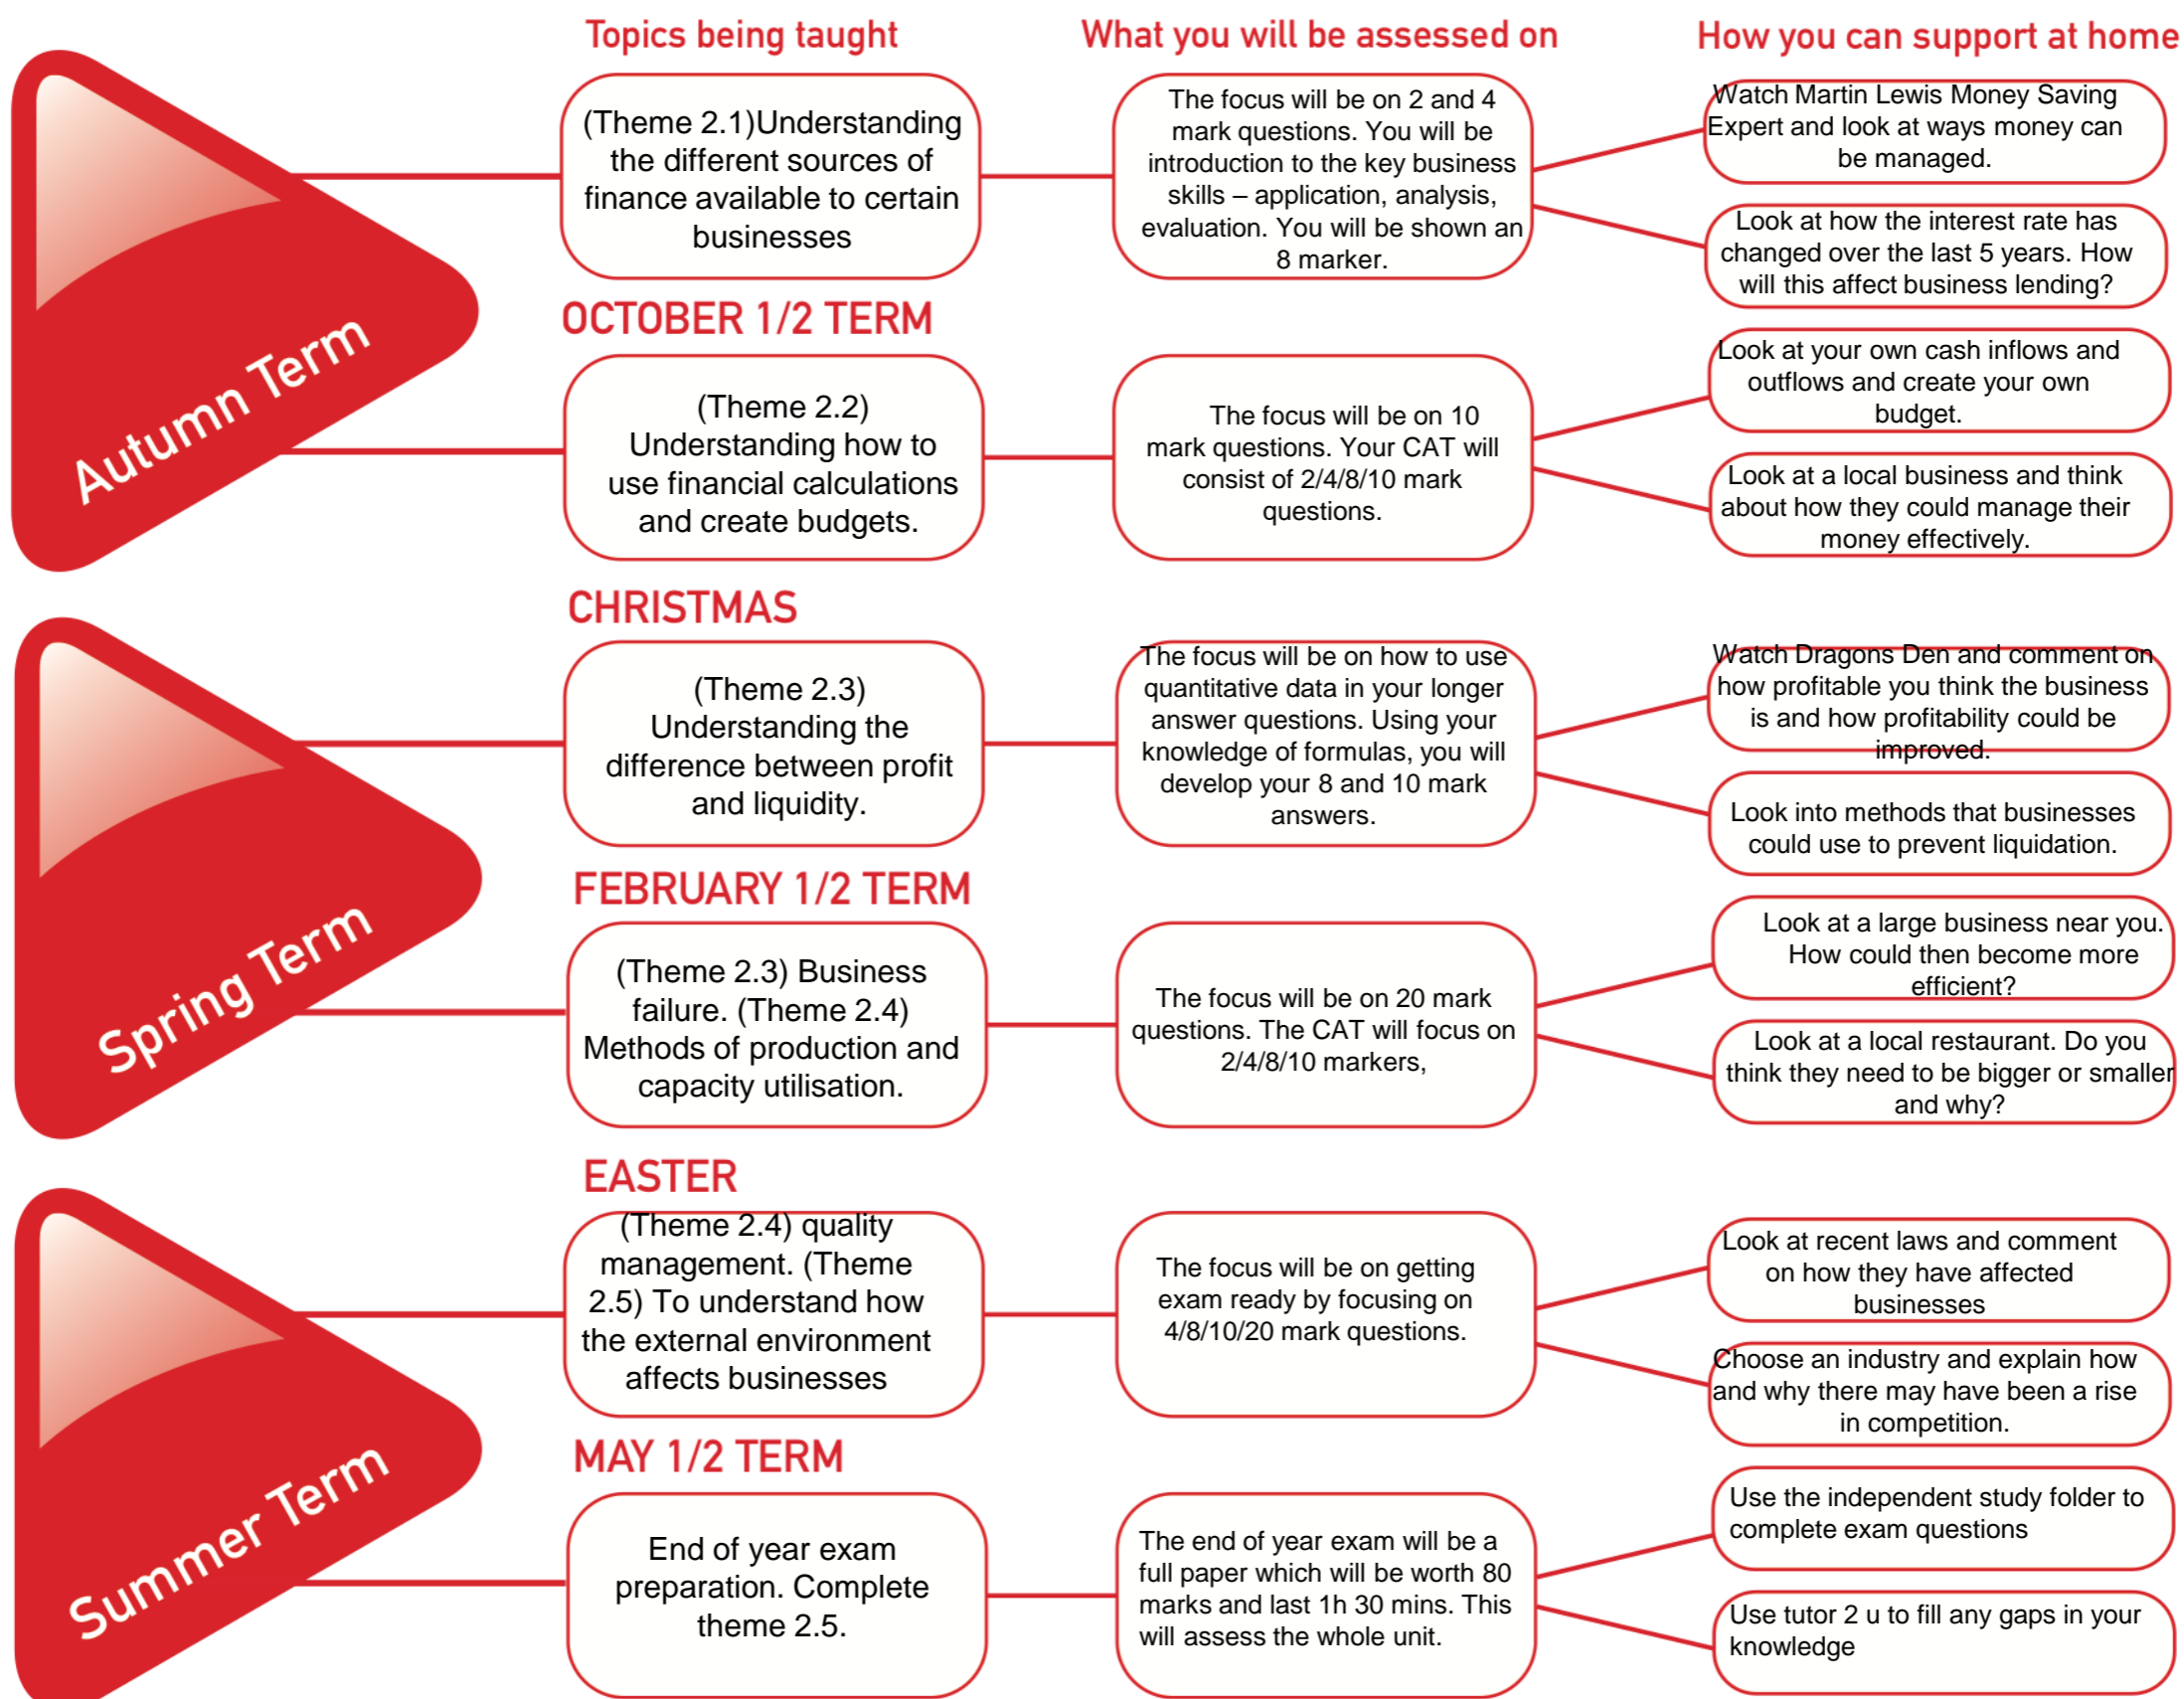 Topics being taught
What you will be assessed on
How you can support at home
Autumn Term
(Theme 2.1)Understanding
the different sources of
finance available to certain
businesses
The focus will be on 2 and 4
mark questions. You will be
introduction to the key business
skills – application, analysis,
evaluation. You will be shown an
8 marker.
Watch Martin Lewis Money Saving
Expert and look at ways money can
be managed.
Look at how the interest rate has
changed over the last 5 years. How
will this affect business lending?
OCTOBER 1/2 TERM
(Theme 2.2)
Understanding how to
use financial calculations
and create budgets.
The focus will be on 10
mark questions. Your CAT will
consist of 2/4/8/10 mark
questions.
Look at your own cash inflows and
outflows and create your own
budget.
Look at a local business and think
about how they could manage their
money effectively.
CHRISTMAS
Spring Term
(Theme 2.3)
Understanding the
difference between profit
and liquidity.
The focus will be on how to use
quantitative data in your longer
answer questions. Using your
knowledge of formulas, you will
develop your 8 and 10 mark
answers.
Watch Dragons Den and comment on
how profitable you think the business
is and how profitability could be
improved.
Look into methods that businesses
could use to prevent liquidation.
FEBRUARY 1/2 TERM
(Theme 2.3) Business
failure. (Theme 2.4)
Methods of production and
capacity utilisation.
The focus will be on 20 mark
questions. The CAT will focus on
2/4/8/10 markers,
Look at a large business near you.
How could then become more
efficient?
Look at a local restaurant. Do you
think they need to be bigger or smaller
and why?
EASTER
Summer Term
(Theme 2.4) quality
management. (Theme
2.5) To understand how
the external environment
affects businesses
The focus will be on getting
exam ready by focusing on
4/8/10/20 mark questions.
Look at recent laws and comment
on how they have affected
businesses
Choose an industry and explain how
and why there may have been a rise
in competition.
MAY 1/2 TERM
End of year exam
preparation. Complete
theme 2.5.
The end of year exam will be a
full paper which will be worth 80
marks and last 1h 30 mins. This
will assess the whole unit.
Use the independent study folder to
complete exam questions
Use tutor 2 u to fill any gaps in your
knowledge